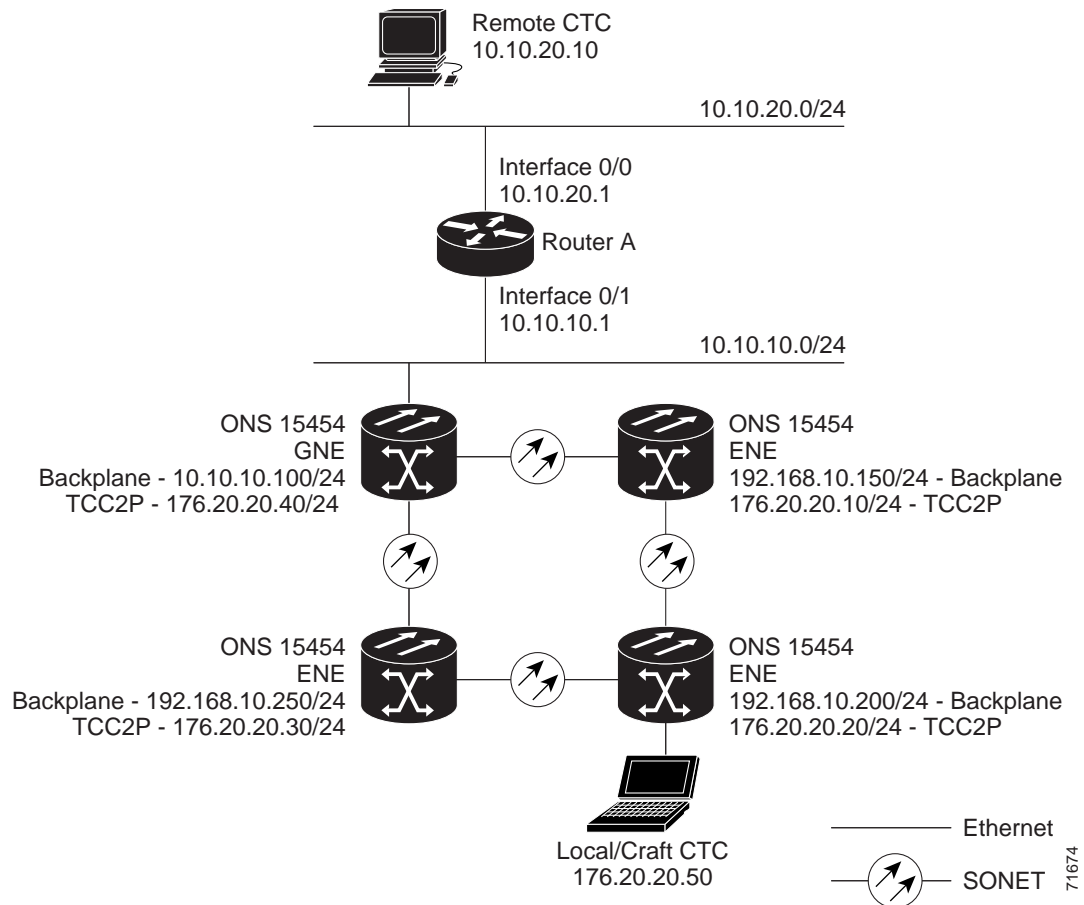 Remote CTC
10.10.20.10
10.10.20.0/24
Interface 0/0
10.10.20.1
Router A
Interface 0/1
10.10.10.1
10.10.10.0/24
ONS 15454
GNE
Backplane - 10.10.10.100/24
TCC2P - 176.20.20.40/24
ONS 15454
ENE
192.168.10.150/24 - Backplane
176.20.20.10/24 - TCC2P
ONS 15454
ENE
Backplane - 192.168.10.250/24
TCC2P - 176.20.20.30/24
ONS 15454
ENE
192.168.10.200/24 - Backplane
176.20.20.20/24 - TCC2P
Local/Craft CTC
176.20.20.50
Ethernet
SONET
71674